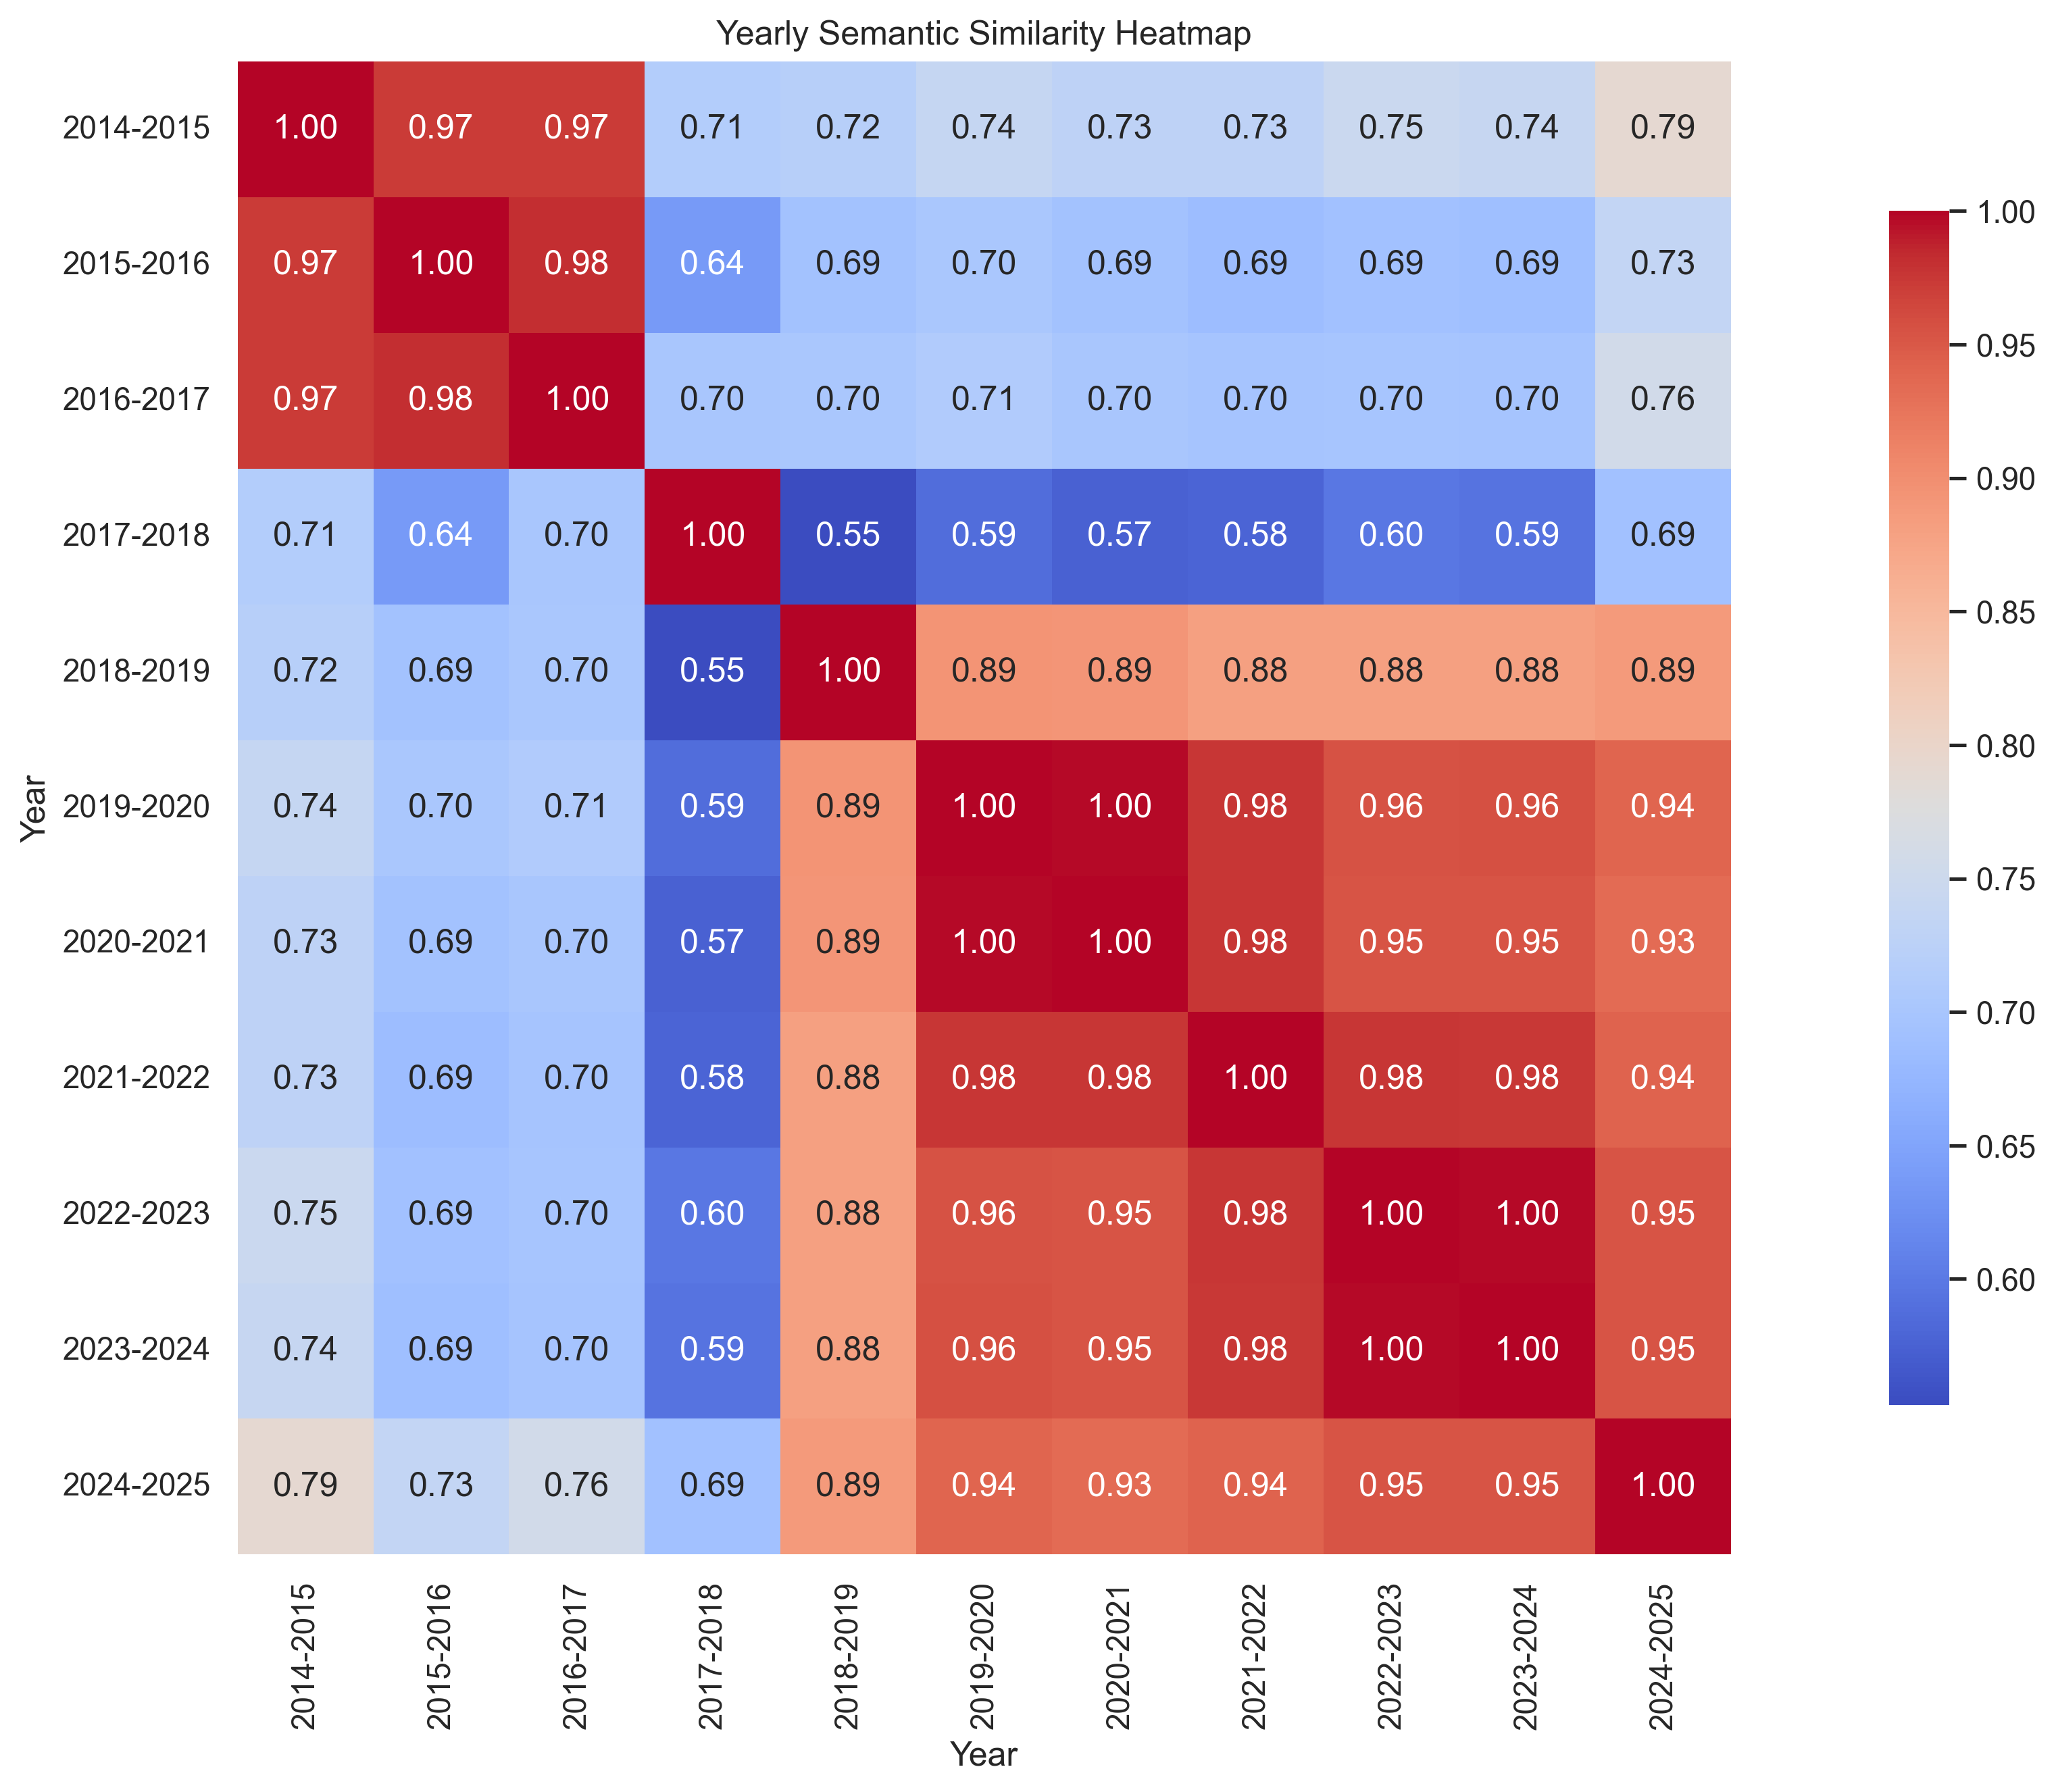 Yearly Semantic Similarity Heatmap
2014-2015 1.00 0.97 0.97 0.71 0.72 0.74 0.73 0.73 0.75 0.74 0.79
2015-2016 0.97 1.00 0.98 0.64 0.69 0.70 0.69 0.69 0.69 0.69 0.73
2016-2017 0.97 0.98 1.00 0.70 0.70 0.71 0.70 0.70 0.70 0.70 0.76
2017-2018 0.71 0.64 0.70 1.00 0.55 0.59 0.57 0.58 0.60 0.59 0.69
2018-2019 0.72 0.69 0.70 0.55 1.00 0.89 0.89 0.88 0.88 0.88 0.89
2019-2020 0.74 0.70 0.71 0.59 0.89 1.00 1.00 0.98 0.96 0.96 0.94
2020-2021 0.73 0.69 0.70 0.57 0.89 1.00 1.00 0.98 0.95 0.95 0.93
2021-2022 0.73 0.69 0.70 0.58 0.88 0.98 0.98 1.00 0.98 0.98 0.94
2022-2023 0.75 0.69 0.70 0.60 0.88 0.96 0.95 0.98 1.00 1.00 0.95
2023-2024 0.74 0.69 0.70 0.59 0.88 0.96 0.95 0.98 1.00 1.00 0.95
2024-2025 0.79 0.73 0.76 0.69 0.89 0.94 0.93 0.94 0.95 0.95 1.00
Year
2014-2015 2015-2016 2016-2017 2017-2018 2018-2019 2019-2020 2020-2021 2021-2022 2022-2023 2023-2024 2024-2025
Year
1.00
0.95
0.90
0.85
0.80
0.75
0.70
0.65
0.60